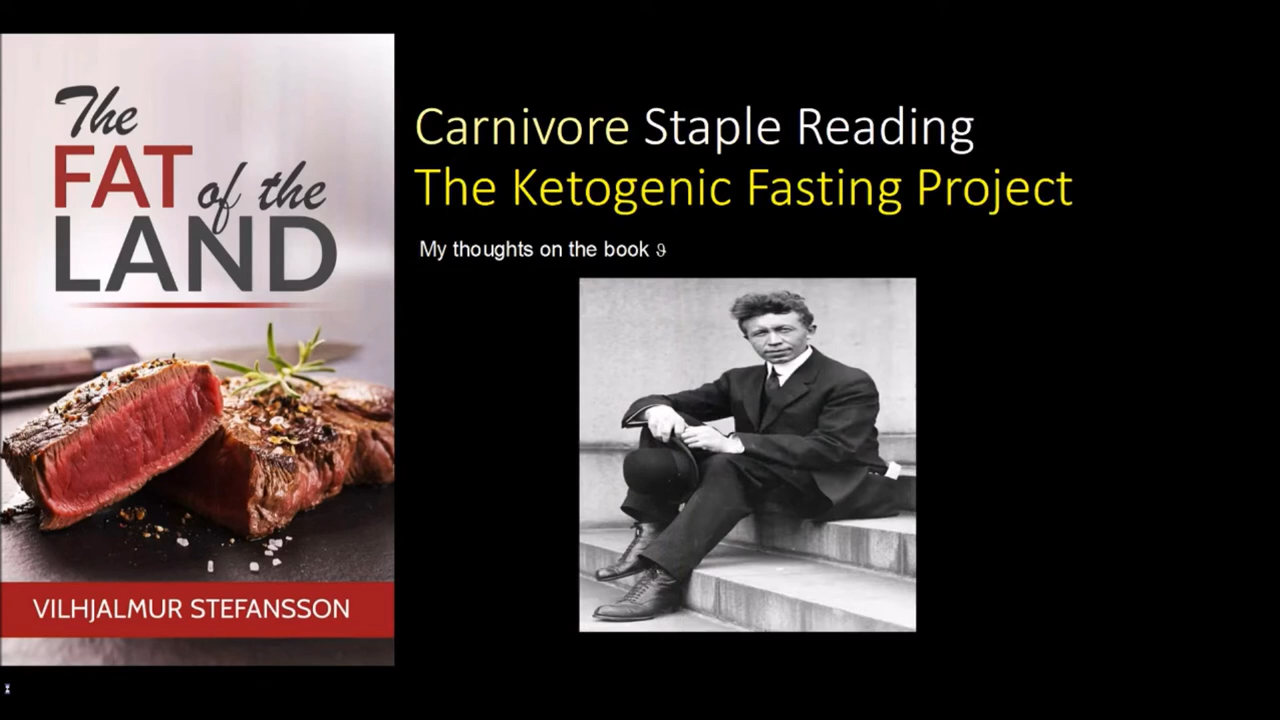 The
FAT of the
LAND
VILHJALMUR STEFANSSON
Carnivore Staple Reading
The Ketogenic Fasting Project
My thoughts on the book ϑ